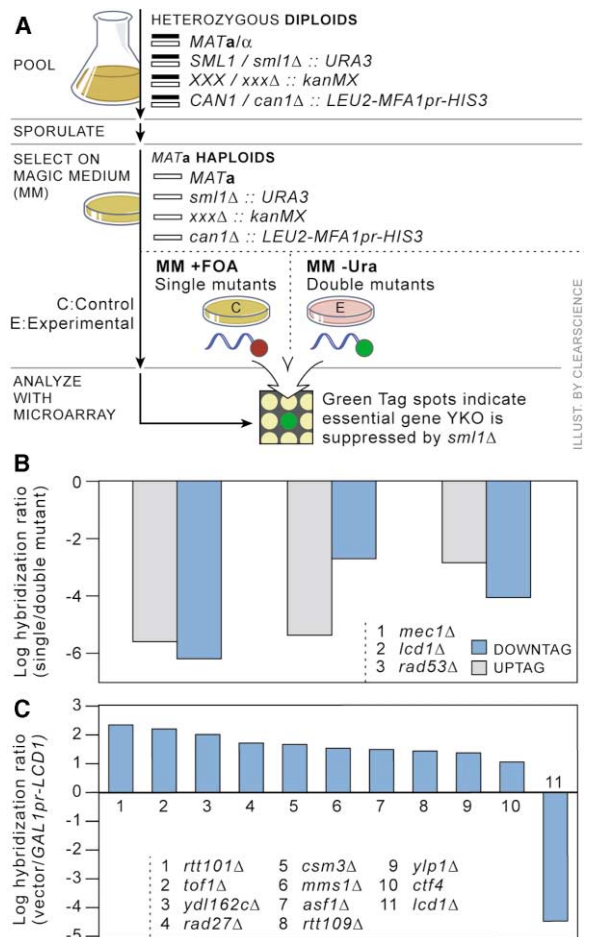 A
HETEROZYGOUS DIPLOIDS
POOL
MATa/α
SML1 / sml1Δ :: URA3
XXX / xxxΔ :: kanMX
CAN1 / can1Δ :: LEU2-MFA1pr-HIS3
SPORULATE
SELECT ON
MAGIC MEDIUM
(MM)
MATa HAPLOIDS
MATa
sml1Δ :: URA3
xxxΔ :: kanMX
can1Δ :: LEU2-MFA1pr-HIS3
MM +FOA
Single mutants
MM -Ura
Double mutants
C:Control
E:Experimental
C
E
ANALYZE
WITH
MICROARRAY
Green Tag spots indicate
essential gene YKO is
suppressed by sml1Δ
ILLUST. BY CLEARSCIENCE
B
Log hybridization ratio
(single/double mutant)
0
-2
-4
-6
1 mec1Δ
2 lcd1Δ
3 rad53Δ
DOWNTAG
UPTAG
C
Log hybridization ratio
(vector/GAL1pr-LCD1)
3
2
1
0
-1
-2
-3
-4
-5
1 2 3 4 5 6 7 8 9 10 11
1 rtt101Δ 5 csm3Δ 9 ylp1Δ
2 tof1Δ 6 mms1Δ 10 ctf4
3 ydl162cΔ 7 asf1Δ 11 lcd1Δ
4 rad27Δ 8 rtt109Δ